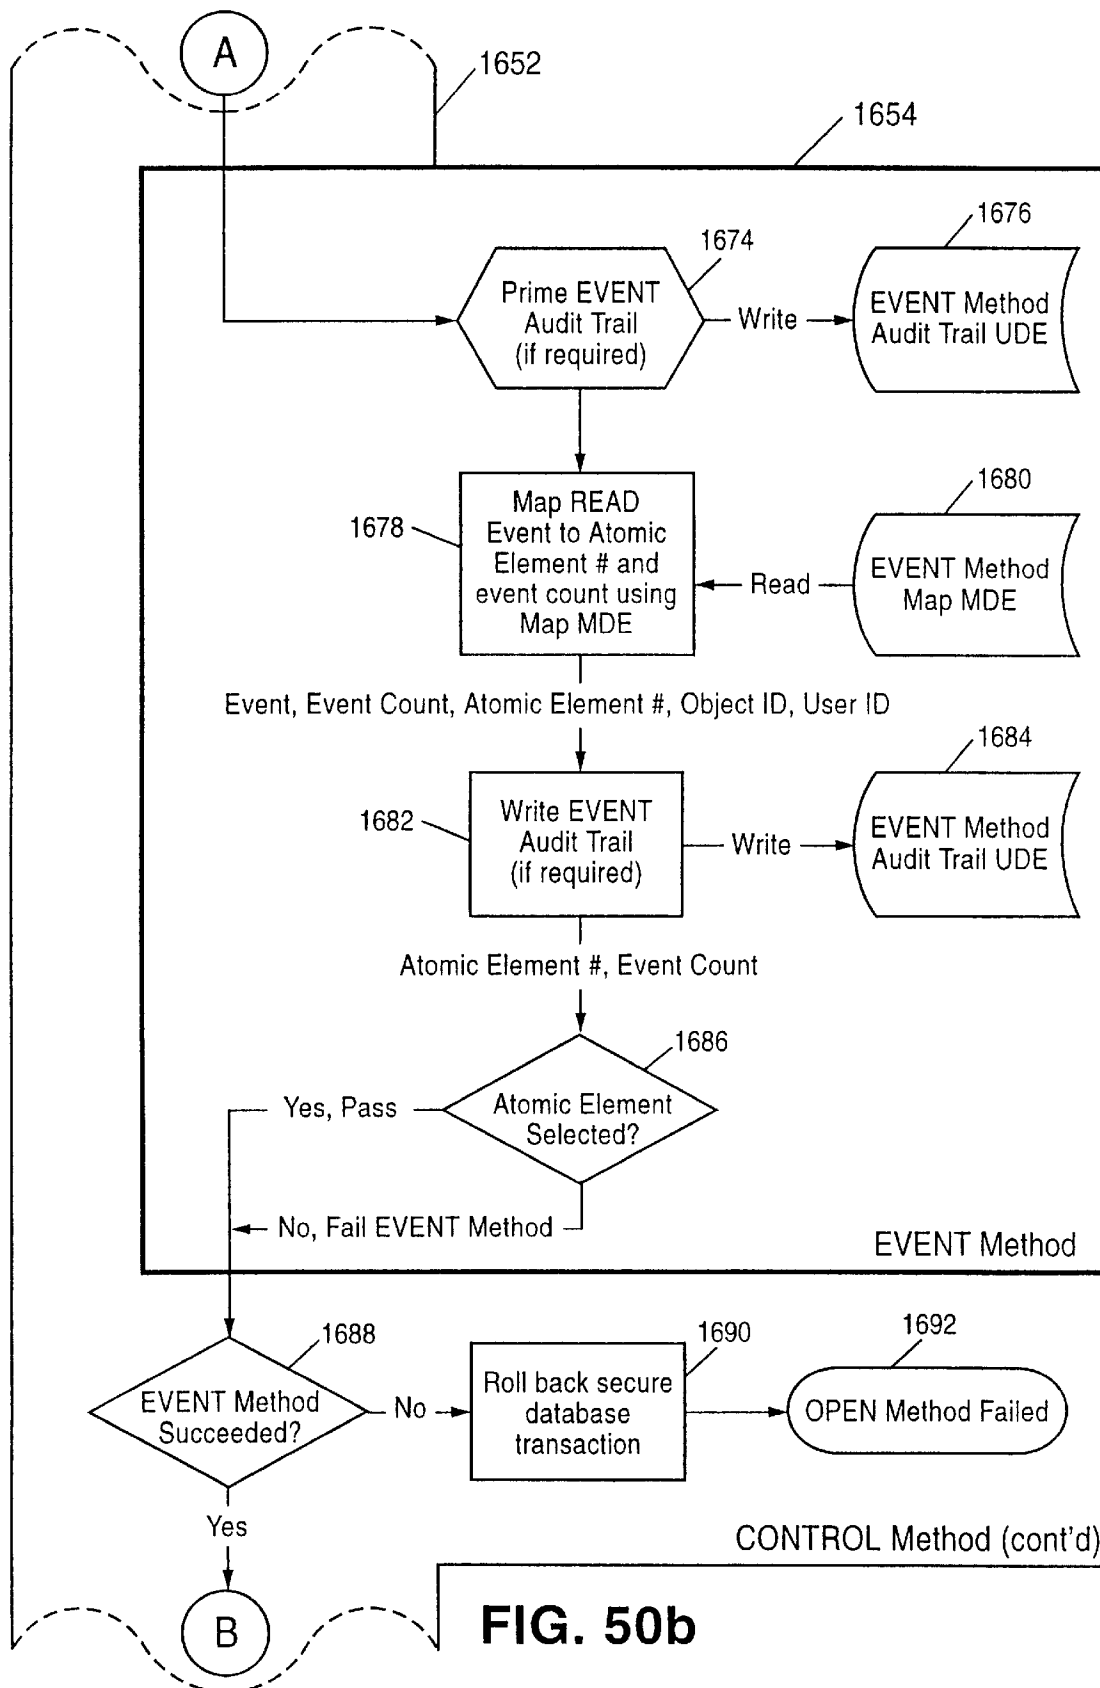 A
1652
1654
1674
1676
Prime EVENT
Audit Trail
(if required)
Write
EVENT Method
Audit Trail UDE
1678
Map READ
Event to Atomic
Element # and
event count using
Map MDE
Read
1680
EVENT Method
Map MDE
Event, Event Count, Atomic Element #, Object ID, User ID
1682
Write EVENT
Audit Trail
(if required)
Write
1684
EVENT Method
Audit Trail UDE
Atomic Element #, Event Count
1686
Yes, Pass
Atomic Element
Selected?
No, Fail EVENT Method
EVENT Method
1688
EVENT Method
Succeeded?
No
1690
Roll back secure
database
transaction
1692
OPEN Method Failed
Yes
CONTROL Method (cont'd)
B
FIG. 50b